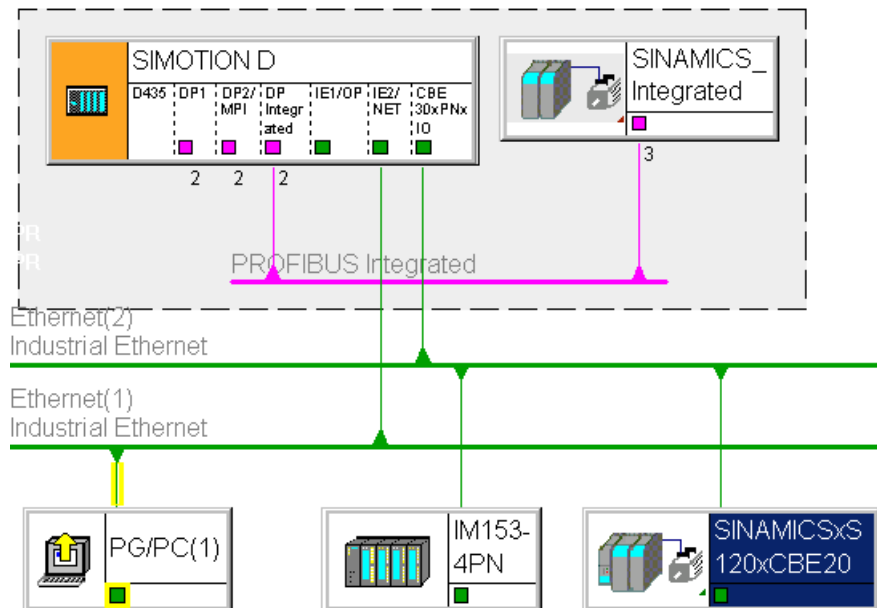 SIMOTION D
D435 DP1 DP2/ DP IE1/OP IE2/ CBE
MPI Integr NET 30xPNx
ated IO
2 2 2
SINAMICS_
Integrated
3
PR
PR
PROFIBUS Integrated
Ethernet(2)
Industrial Ethernet
Ethernet(1)
Industrial Ethernet
PG/PC(1)
IM153-
4PN
SINAMICSxS
120xCBE20